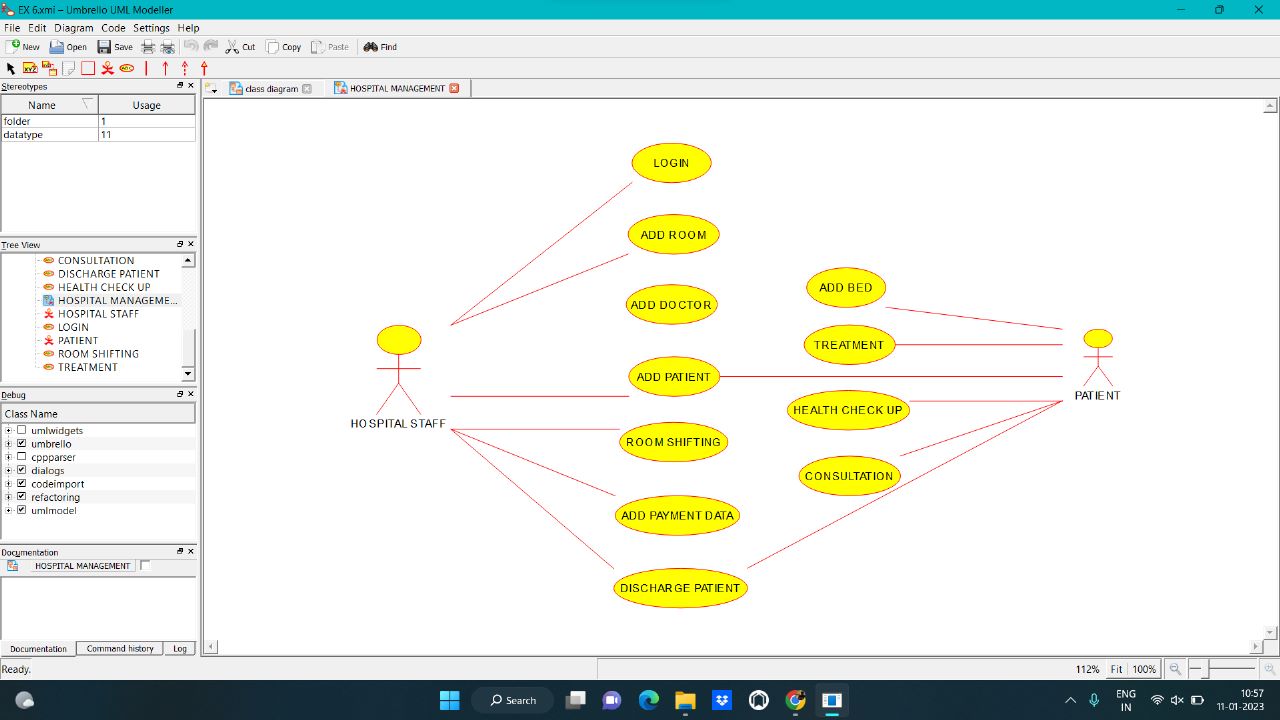 EX 6.xmi – Umbrello UML Modeller
File Edit Diagram Code Settings Help
New Open Save Cut Copy Paste Find
XYZ
Stereotypes
Name Usage
folder 1
datatype 11
Tree View
CONSULTATION
DISCHARGE PATIENT
HEALTH CHECK UP
HOSPITAL MANAGEME...
HOSPITAL STAFF
LOGIN
PATIENT
ROOM SHIFTING
TREATMENT
Debug
Class Name
umlwidgets
umbrello
cppparser
dialogs
codeimport
refactoring
umlmodel
Documentation
HOSPITAL MANAGEMENT
Documentation Command history Log
class diagram HOSPITAL MANAGEMENT
LOGIN
ADD ROOM
ADD DOCTOR
ADD PATIENT
ROOM SHIFTING
ADD PAYMENT DATA
DISCHARGE PATIENT
HOSPITAL STAFF
ADD BED
TREATMENT
HEALTH CHECK UP
CONSULTATION
PATIENT
Ready.
112% Fit 100%
Search
ENG
IN
10:57
11-01-2023